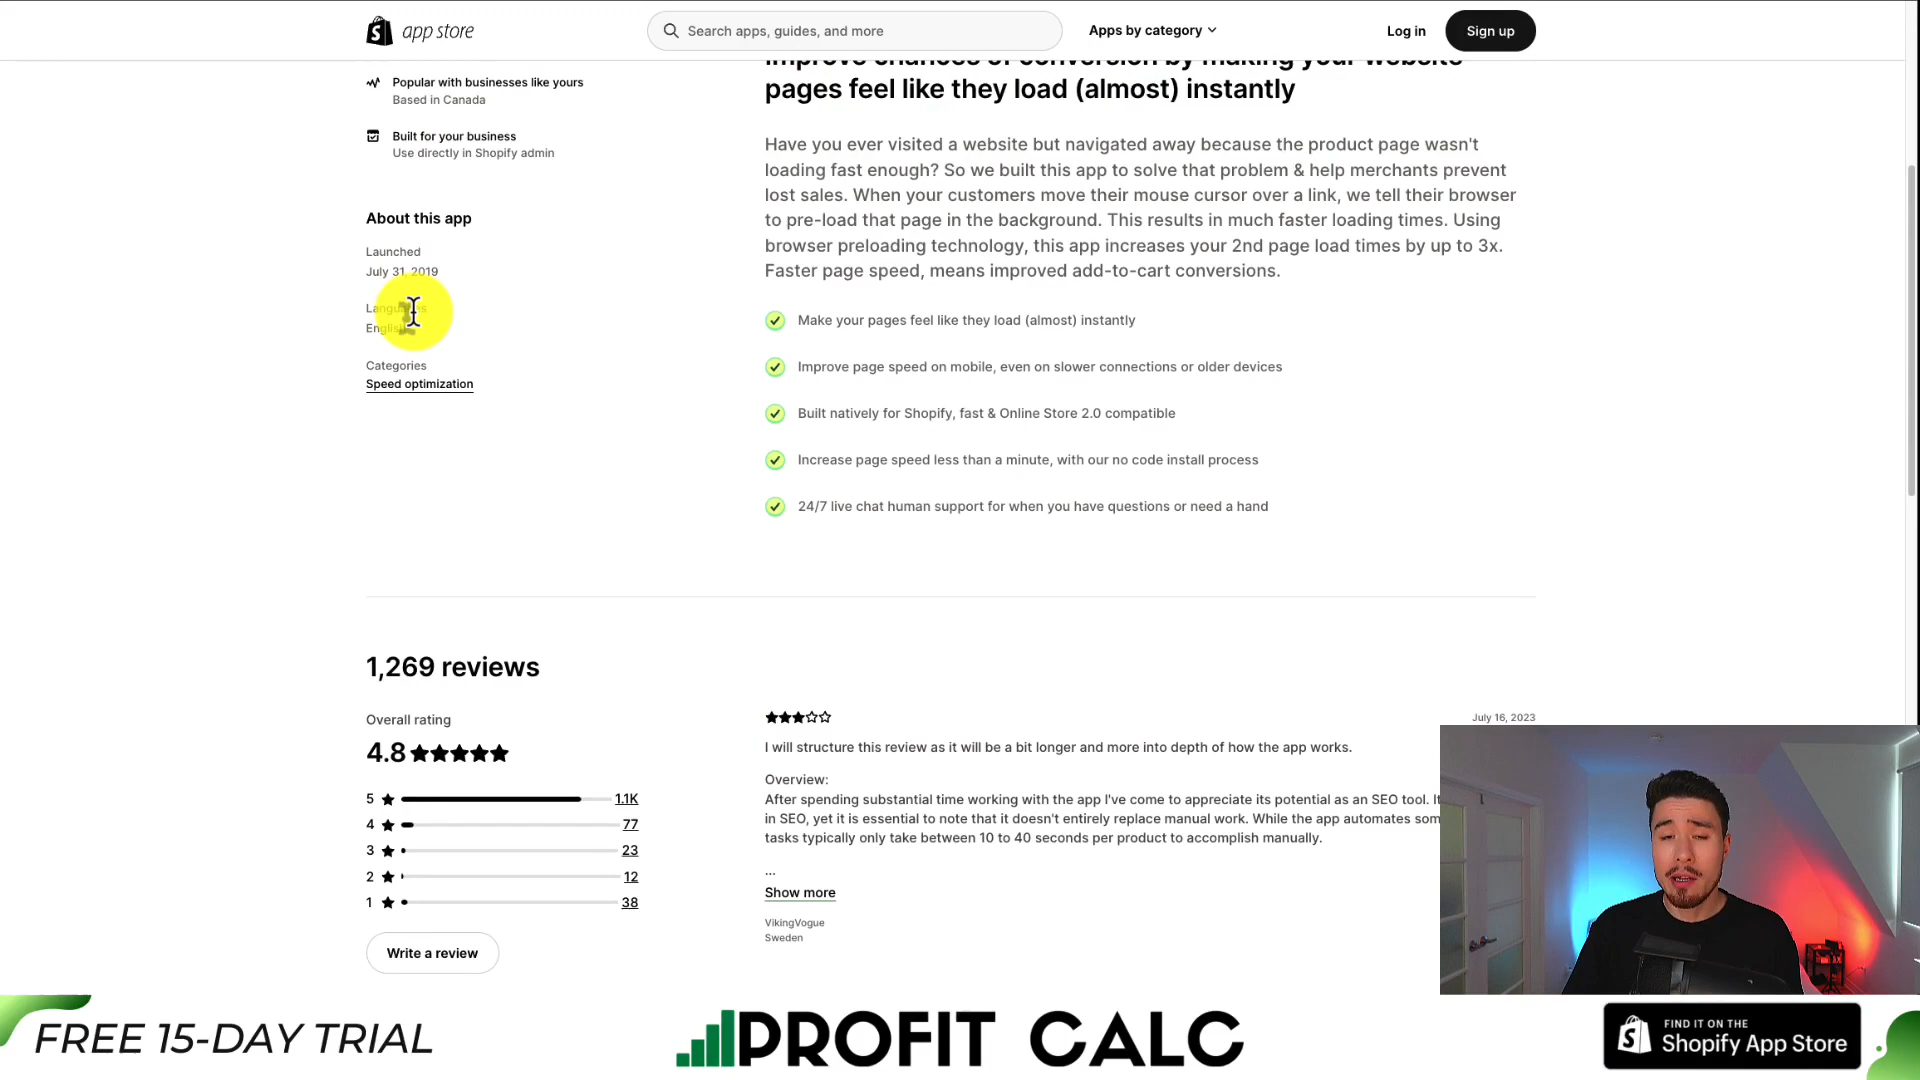 app store
Search apps, guides, and more
Apps by category
Log in
Sign up
Popular with businesses like yours
Based in Canada
Built for your business
Use directly in Shopify admin
About this app
Launched
July 31, 2019
Languages
English
Categories
Speed optimization
Improve chances of conversion by making your website
pages feel like they load (almost) instantly
Have you ever visited a website but navigated away because the product page wasn't
loading fast enough? So we built this app to solve that problem & help merchants prevent
lost sales. When your customers move their mouse cursor over a link, we tell their browser
to pre-load that page in the background. This results in much faster loading times. Using
browser preloading technology, this app increases your 2nd page load times by up to 3x.
Faster page speed, means improved add-to-cart conversions.
Make your pages feel like they load (almost) instantly
Improve page speed on mobile, even on slower connections or older devices
Built natively for Shopify, fast & Online Store 2.0 compatible
Increase page speed less than a minute, with our no code install process
24/7 live chat human support for when you have questions or need a hand
1,269 reviews
Overall rating
4.8
5 1.1K
4 77
3 23
2 12
1 38
Write a review
July 16, 2023
I will structure this review as it will be a bit longer and more into depth of how the app works.
Overview:
After spending substantial time working with the app I've come to appreciate its potential as an SEO tool. It
in SEO, yet it is essential to note that it doesn't entirely replace manual work. While the app automates som
tasks typically only take between 10 to 40 seconds per product to accomplish manually.
...
Show more
VikingVogue
Sweden
FREE 15-DAY TRIAL
PROFIT CALC
FIND IT ON THE
Shopify App Store